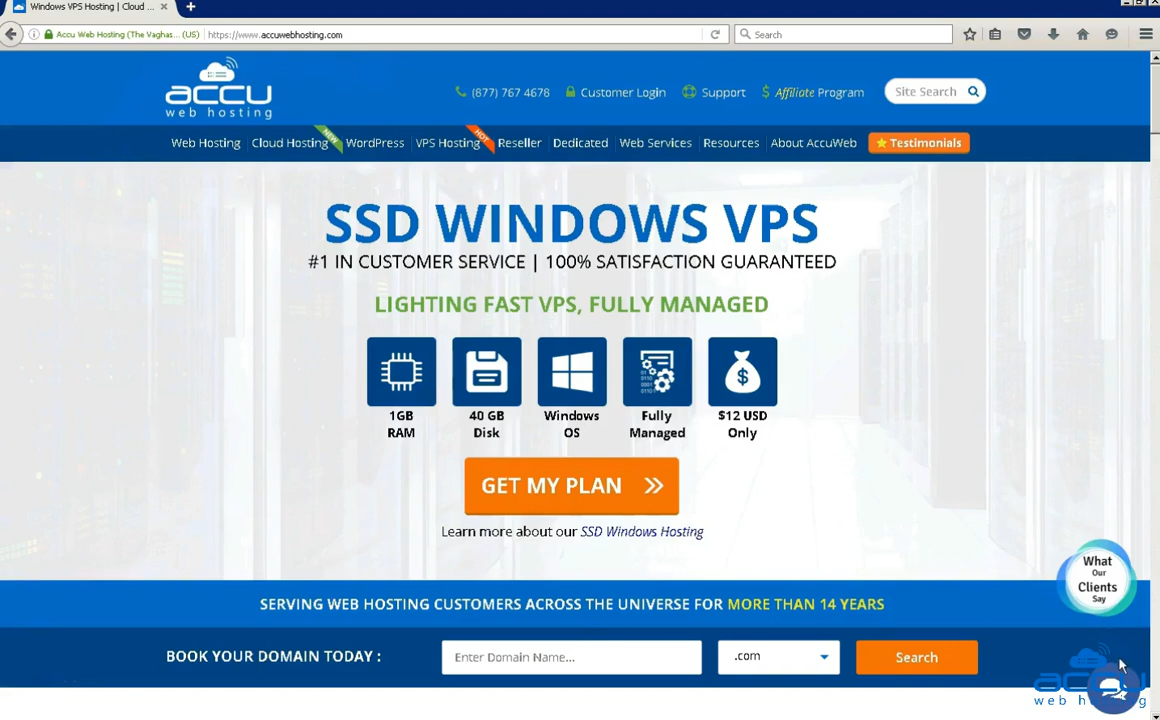 Windows VPS Hosting | Cloud ...
Accu Web Hosting (The Vaghas... (US)
https://www.accuwebhosting.com
Search
accu
web hosting
(877) 767 4678
Customer Login
Support
Affiliate Program
Site Search
Web Hosting
Cloud Hosting
NEW
WordPress
VPS Hosting
HOT
Reseller
Dedicated
Web Services
Resources
About AccuWeb
Testimonials
SSD WINDOWS VPS
#1 IN CUSTOMER SERVICE | 100% SATISFACTION GUARANTEED
LIGHTING FAST VPS, FULLY MANAGED
1GB
RAM
40 GB
Disk
Windows
OS
Fully
Managed
$12 USD
Only
GET MY PLAN
Learn more about our SSD Windows Hosting
What
Our
Clients
Say
SERVING WEB HOSTING CUSTOMERS ACROSS THE UNIVERSE FOR MORE THAN 14 YEARS
BOOK YOUR DOMAIN TODAY :
Enter Domain Name...
.com
Search